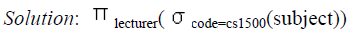 Solution: π lecturer( σ code=cs1500(subject))